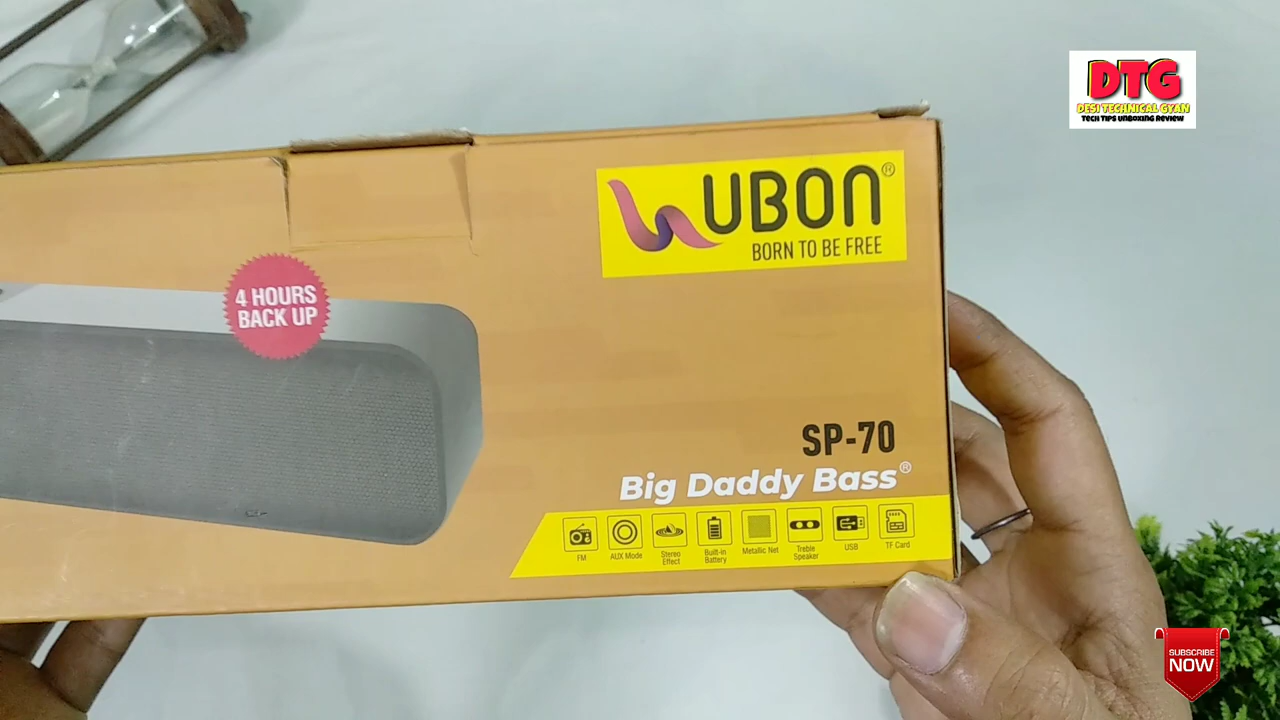 DTG
DESI TECHNICAL GYAN
TECH TIPS UNBOXING REVIEW
UBON®
BORN TO BE FREE
4 HOURS
BACK UP
SP-70
Big Daddy Bass®
FM
AUX Mode
Stereo
Effect
Built-in
Battery
Metallic Net
Treble
Speaker
USB
TF Card
SUBSCRIBE
NOW